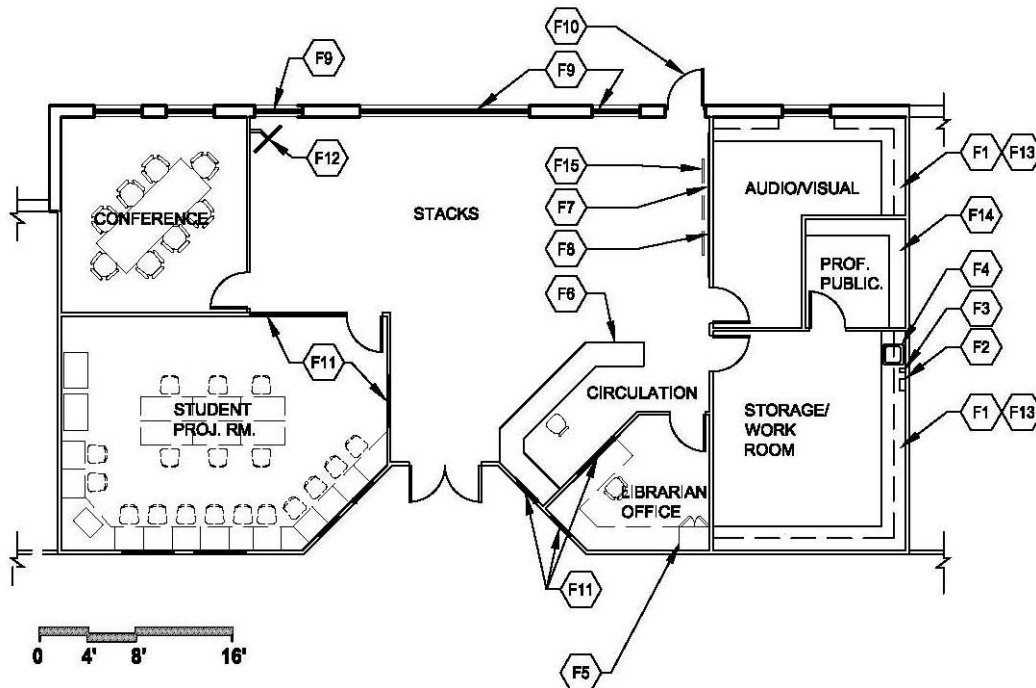 F10
F9
F9
F12
F15
F1 F13
AUDIO/VISUAL
STACKS
CONFERENCE
F7
F14
F8
PROF.
PUBLIC.
F4
F6
F3
F11
F2
CIRCULATION
STUDENT
PROJ. RM.
STORAGE/
WORK
ROOM
F1 F13
LIBRARIAN
OFFICE
F11
F5
0 4' 8' 16'